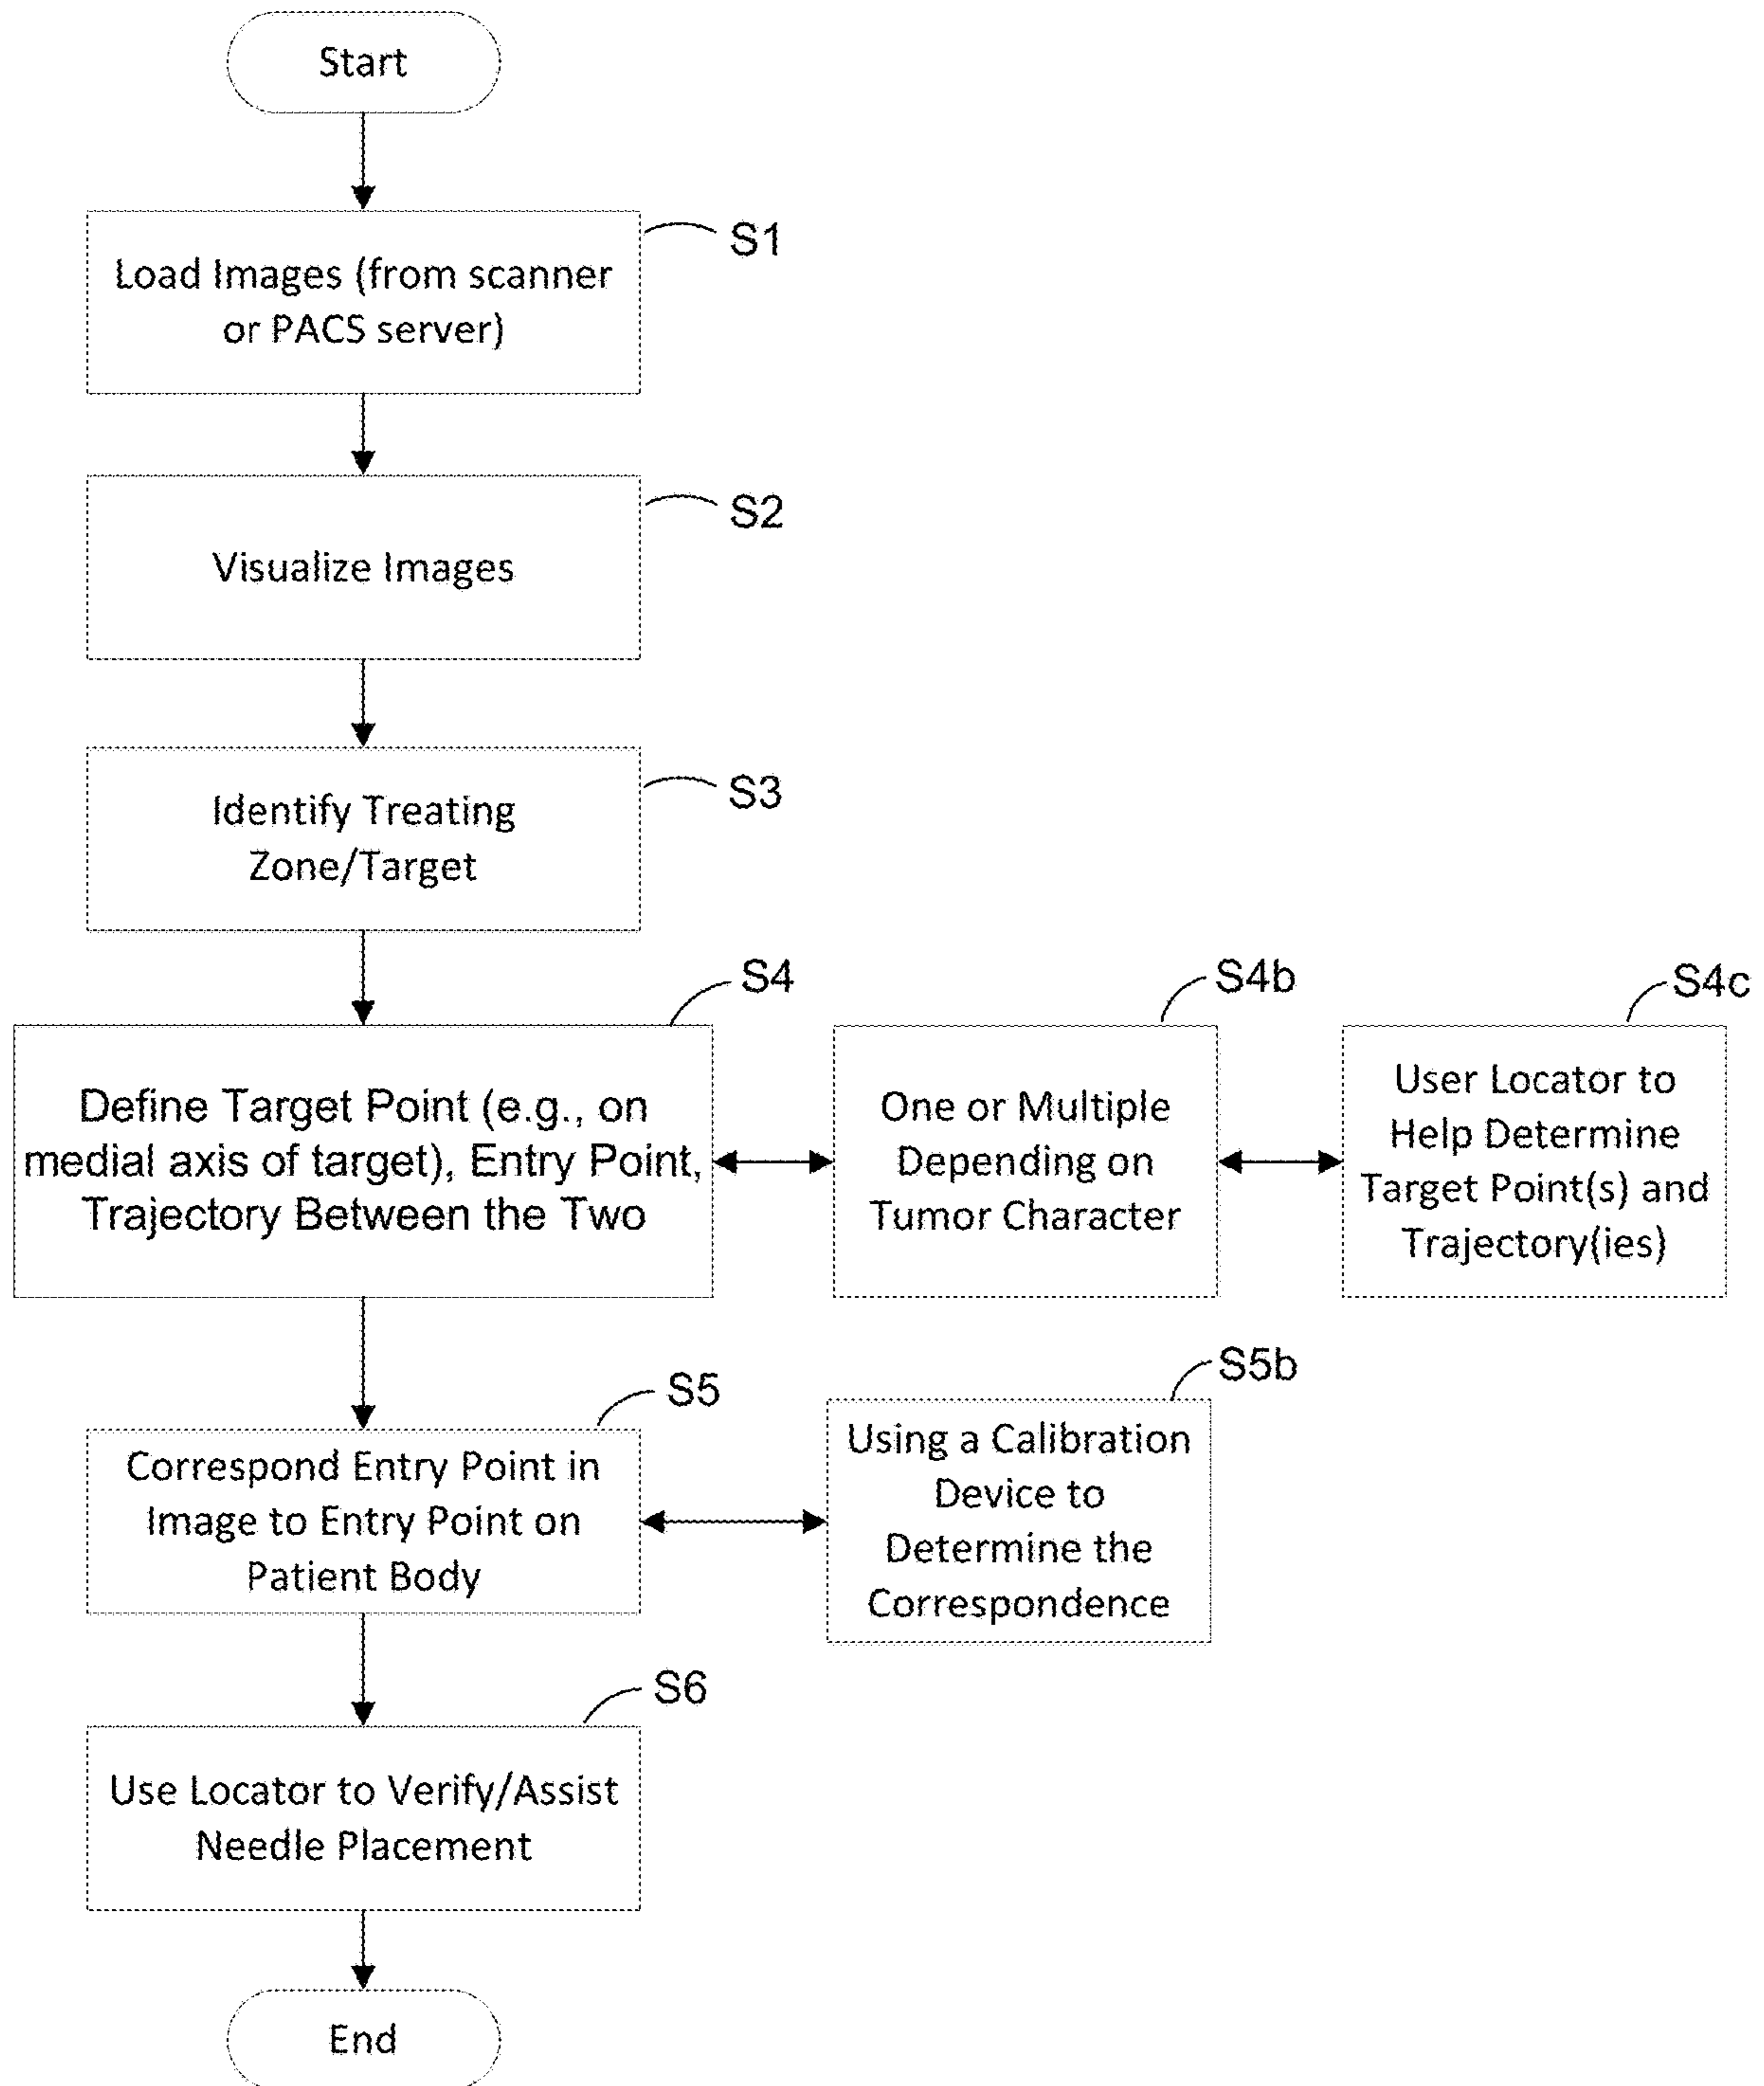 Start
S1
Load Images (from scanner
or PACS server)
S2
Visualize Images
S3
Identify Treating
Zone/Target
S4
Define Target Point (e.g., on
medial axis of target), Entry Point,
Trajectory Between the Two
S4b
One or Multiple
Depending on
Tumor Character
S4c
User Locator to
Help Determine
Target Point(s) and
Trajectory(ies)
S5
Correspond Entry Point in
Image to Entry Point on
Patient Body
S5b
Using a Calibration
Device to
Determine the
Correspondence
S6
Use Locator to Verify/Assist
Needle Placement
End